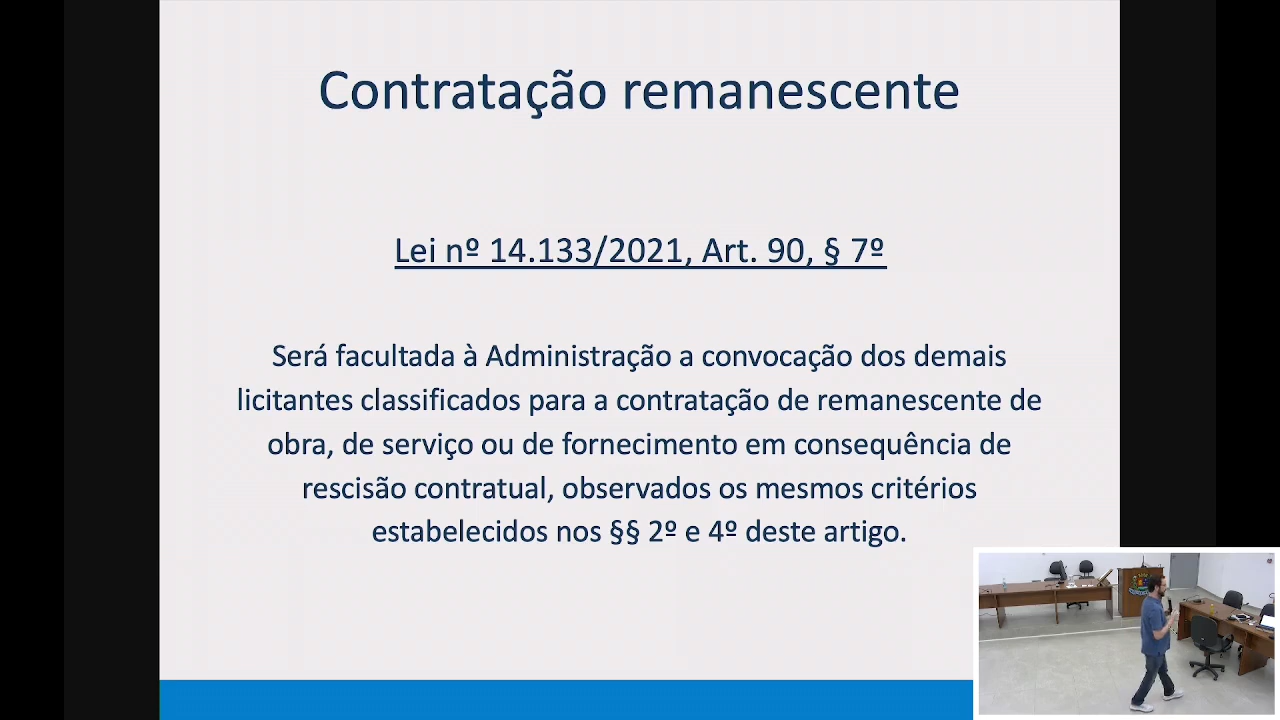 Contratação remanescente
Lei nº 14.133/2021, Art. 90, § 7º
Será facultada à Administração a convocação dos demais
licitantes classificados para a contratação de remanescente de
obra, de serviço ou de fornecimento em consequência de
rescisão contratual, observados os mesmos critérios
estabelecidos nos §§ 2º e 4º deste artigo.